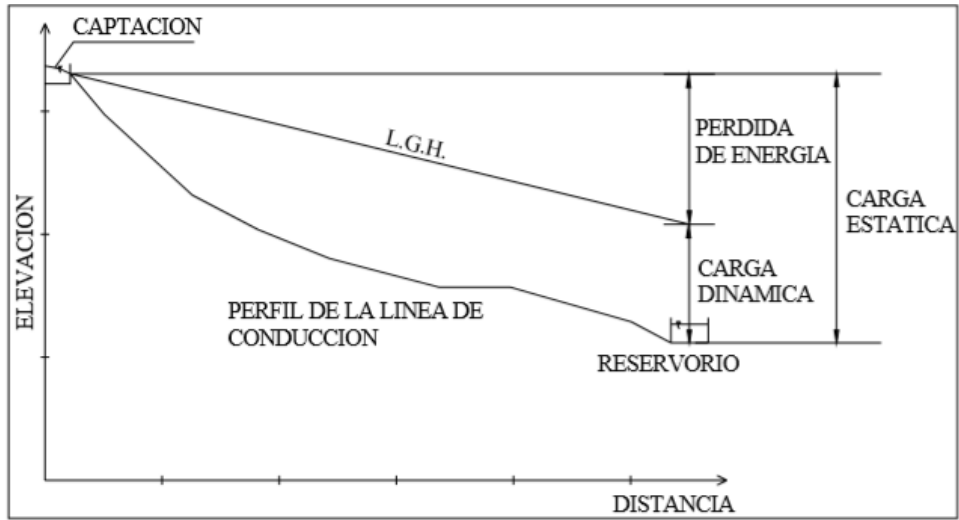 CAPTACION
L.G.H.
PERDIDA
DE ENERGIA
CARGA
ESTATICA
CARGA
DINAMICA
ELEVACION
PERFIL DE LA LINEA DE
CONDUCCION
RESERVORIO
DISTANCIA